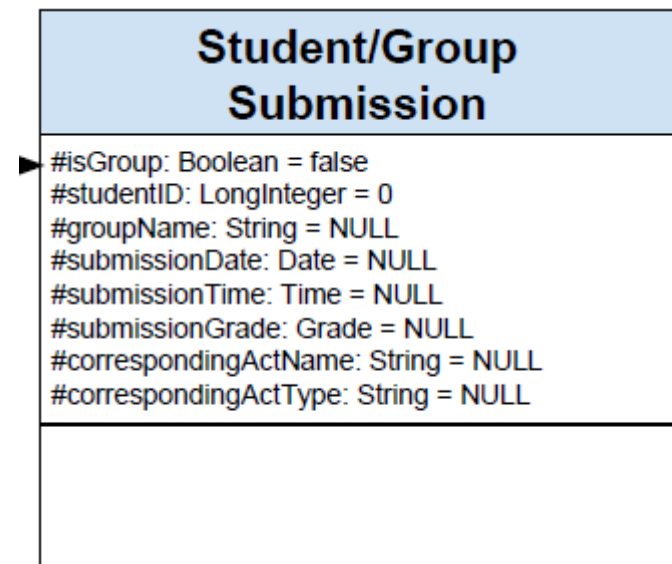 Student/Group
Submission
#isGroup: Boolean = false
#studentID: LongInteger = 0
#groupName: String = NULL
#submissionDate: Date = NULL
#submissionTime: Time = NULL
#submissionGrade: Grade = NULL
#correspondingActName: String = NULL
#correspondingActType: String = NULL